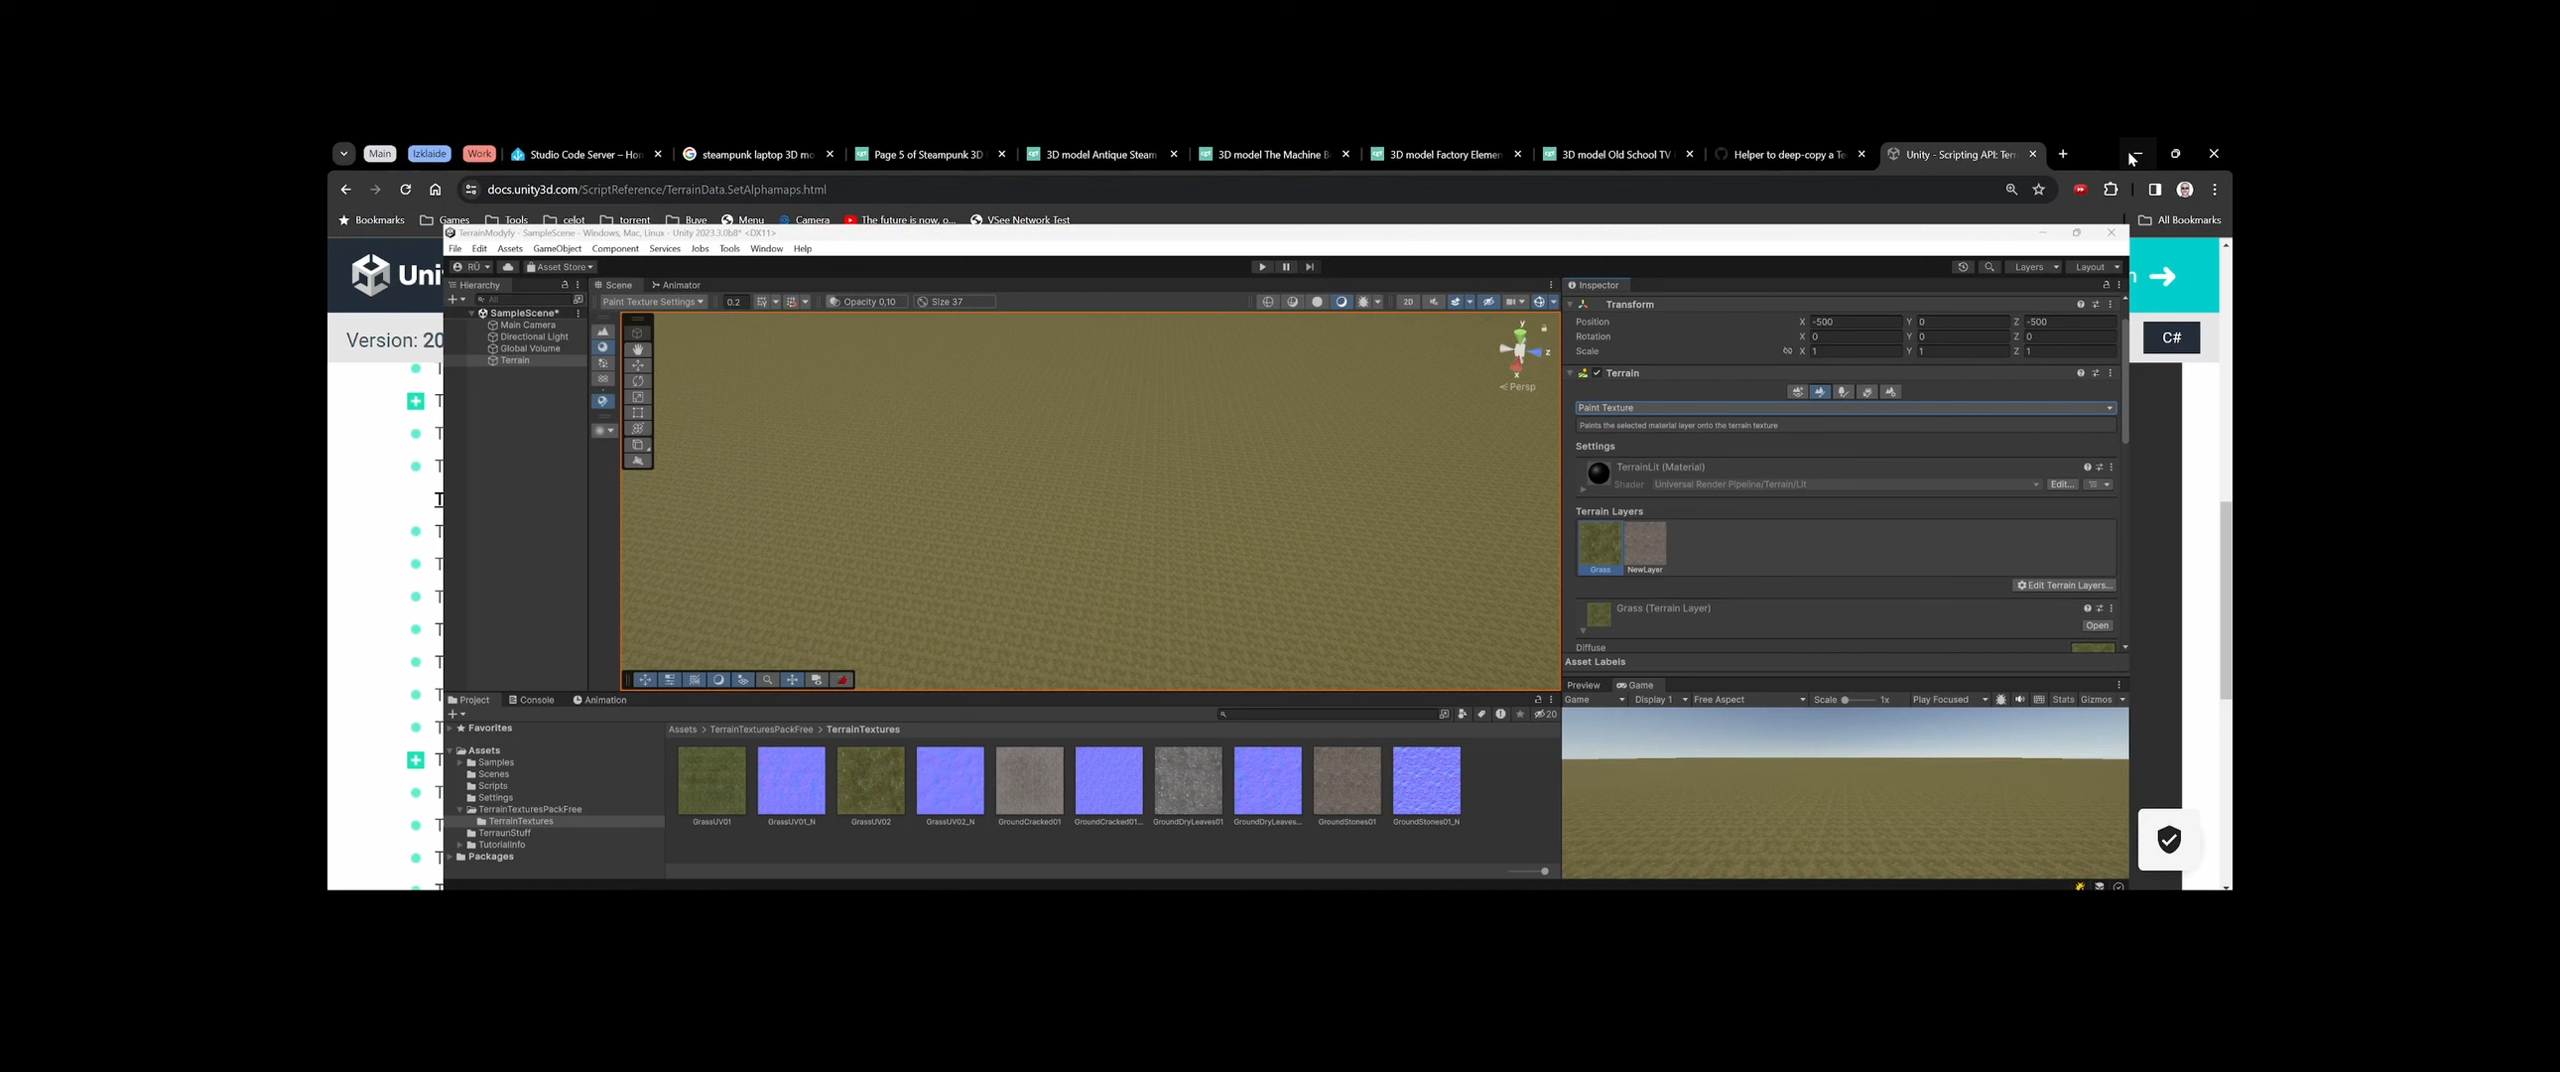 Main
Izklaide
Work
Studio Code Server – Hon
steampunk laptop 3D mo
Page 5 of Steampunk 3D
3D model Antique Steam
3D model The Machine B
3D model Factory Elemen
3D model Old School TV
Helper to deep-copy a Te
Unity - Scripting API: Terr
docs.unity3d.com/ScriptReference/TerrainData.SetAlphamaps.html
Bookmarks
Games
Tools
celot
torrent
Buve
Menu
Camera
The future is now, o...
VSee Network Test
All Bookmarks
TerrainModyfy - SampleScene - Windows, Mac, Linux - Unity 2023.3.0b8* <DX11>
File Edit Assets GameObject Component Services Jobs Tools Window Help
Uni
Version: 20
C#
RŪ
Asset Store
Layers
Layout
Hierarchy
All
SampleScene*
Main Camera
Directional Light
Global Volume
Terrain
Scene
Animator
Paint Texture Settings
0.2
Opacity 0,10
Size 37
2D
y
z
x
Persp
Inspector
Transform
Position X -500 Y 0 Z -500
Rotation X 0 Y 0 Z 0
Scale X 1 Y 1 Z 1
Terrain
Paint Texture
Paints the selected material layer onto the terrain texture
Settings
TerrainLit (Material)
Shader Universal Render Pipeline/Terrain/Lit
Edit...
Terrain Layers
Grass
NewLayer
Edit Terrain Layers...
Grass (Terrain Layer)
Open
Diffuse
Asset Labels
Preview
Game
Game
Display 1
Free Aspect
Scale
1x
Play Focused
Stats
Gizmos
Project
Console
Animation
20
Favorites
Assets
Samples
Scenes
Scripts
Settings
TerrainTexturesPackFree
TerrainTextures
TerraunStuff
TutorialInfo
Packages
Assets > TerrainTexturesPackFree > TerrainTextures
GrassUV01
GrassUV01_N
GrassUV02
GrassUV02_N
GroundCracked01
GroundCracked01...
GroundDryLeaves01
GroundDryLeaves...
GroundStones01
GroundStones01_N